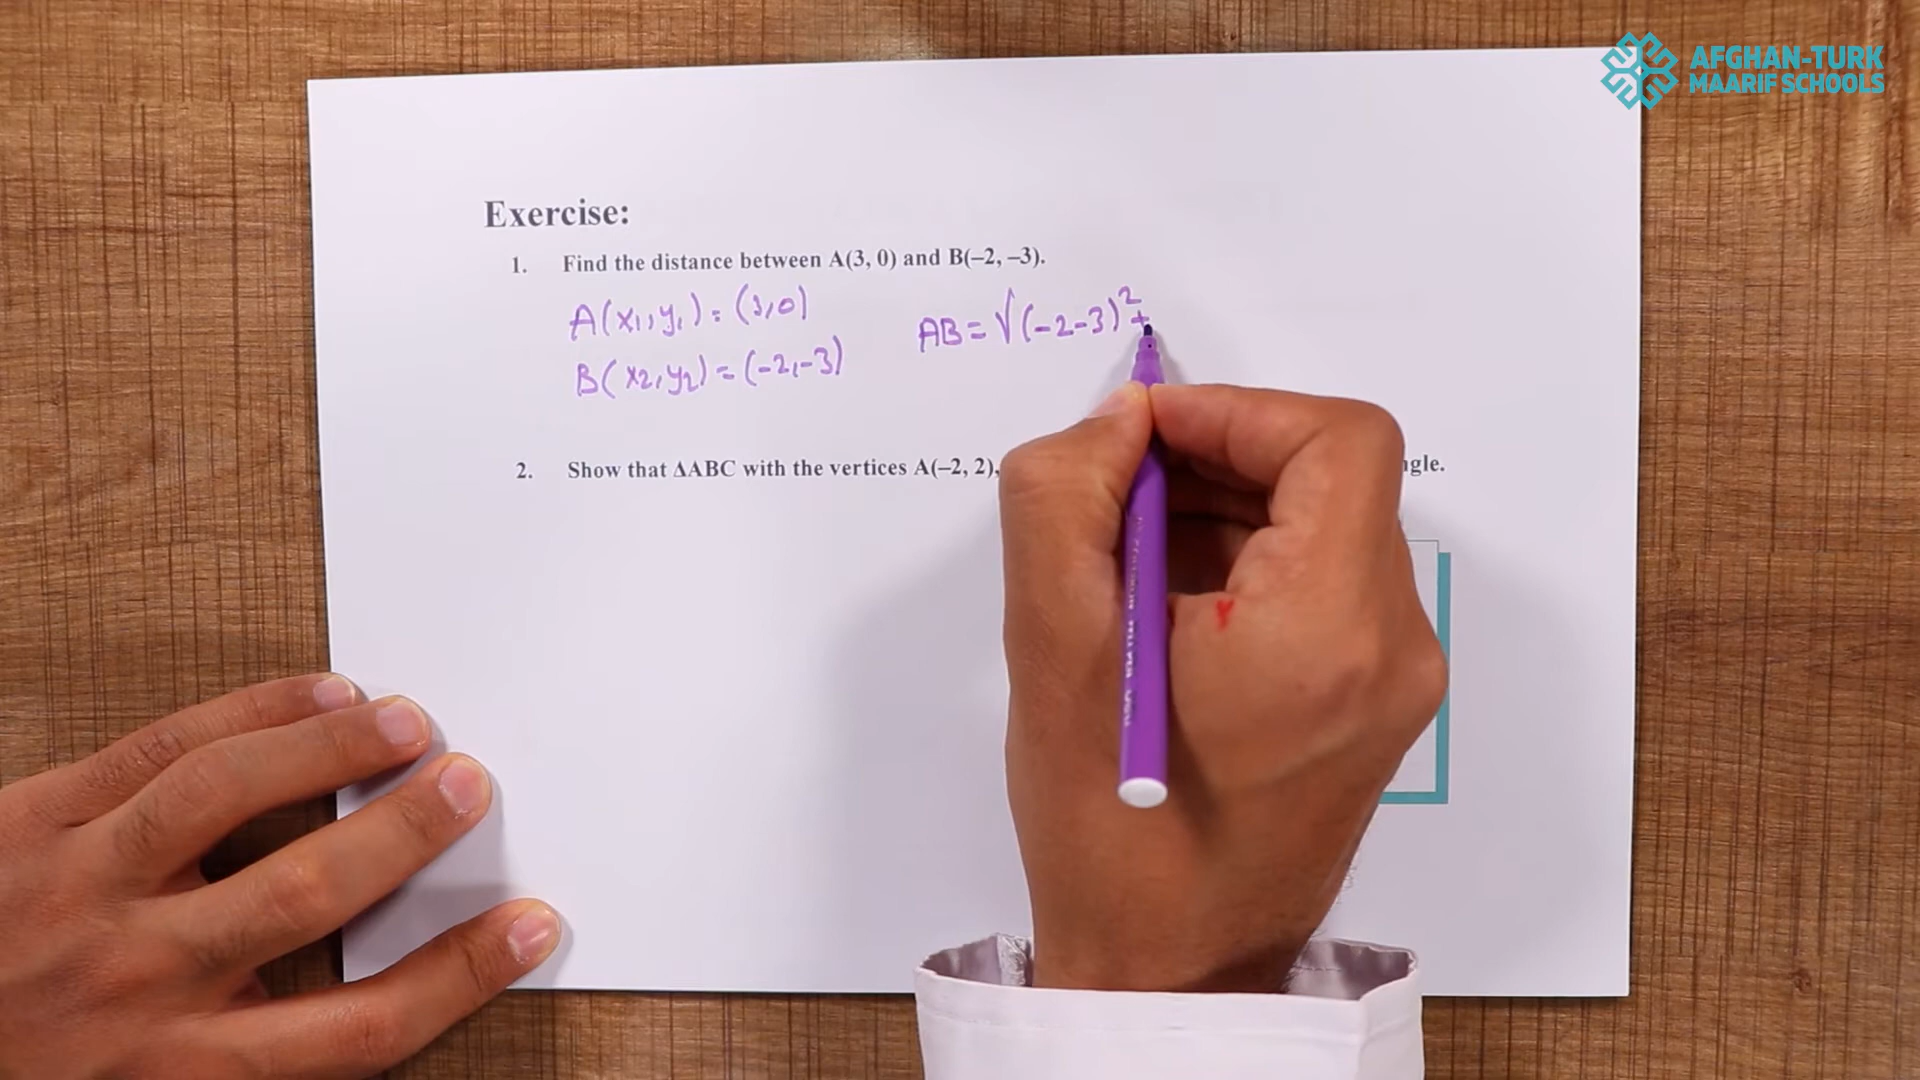 AFGHAN-TURK
MAARIF SCHOOLS
Exercise:
1. Find the distance between A(3, 0) and B(–2, –3).
A(x₁, y₁) = (3,0)
B(x₂, y₂) = (-2,-3)
AB = √(-2-3)² +
2. Show that ΔABC with the vertices A(–2, 2),